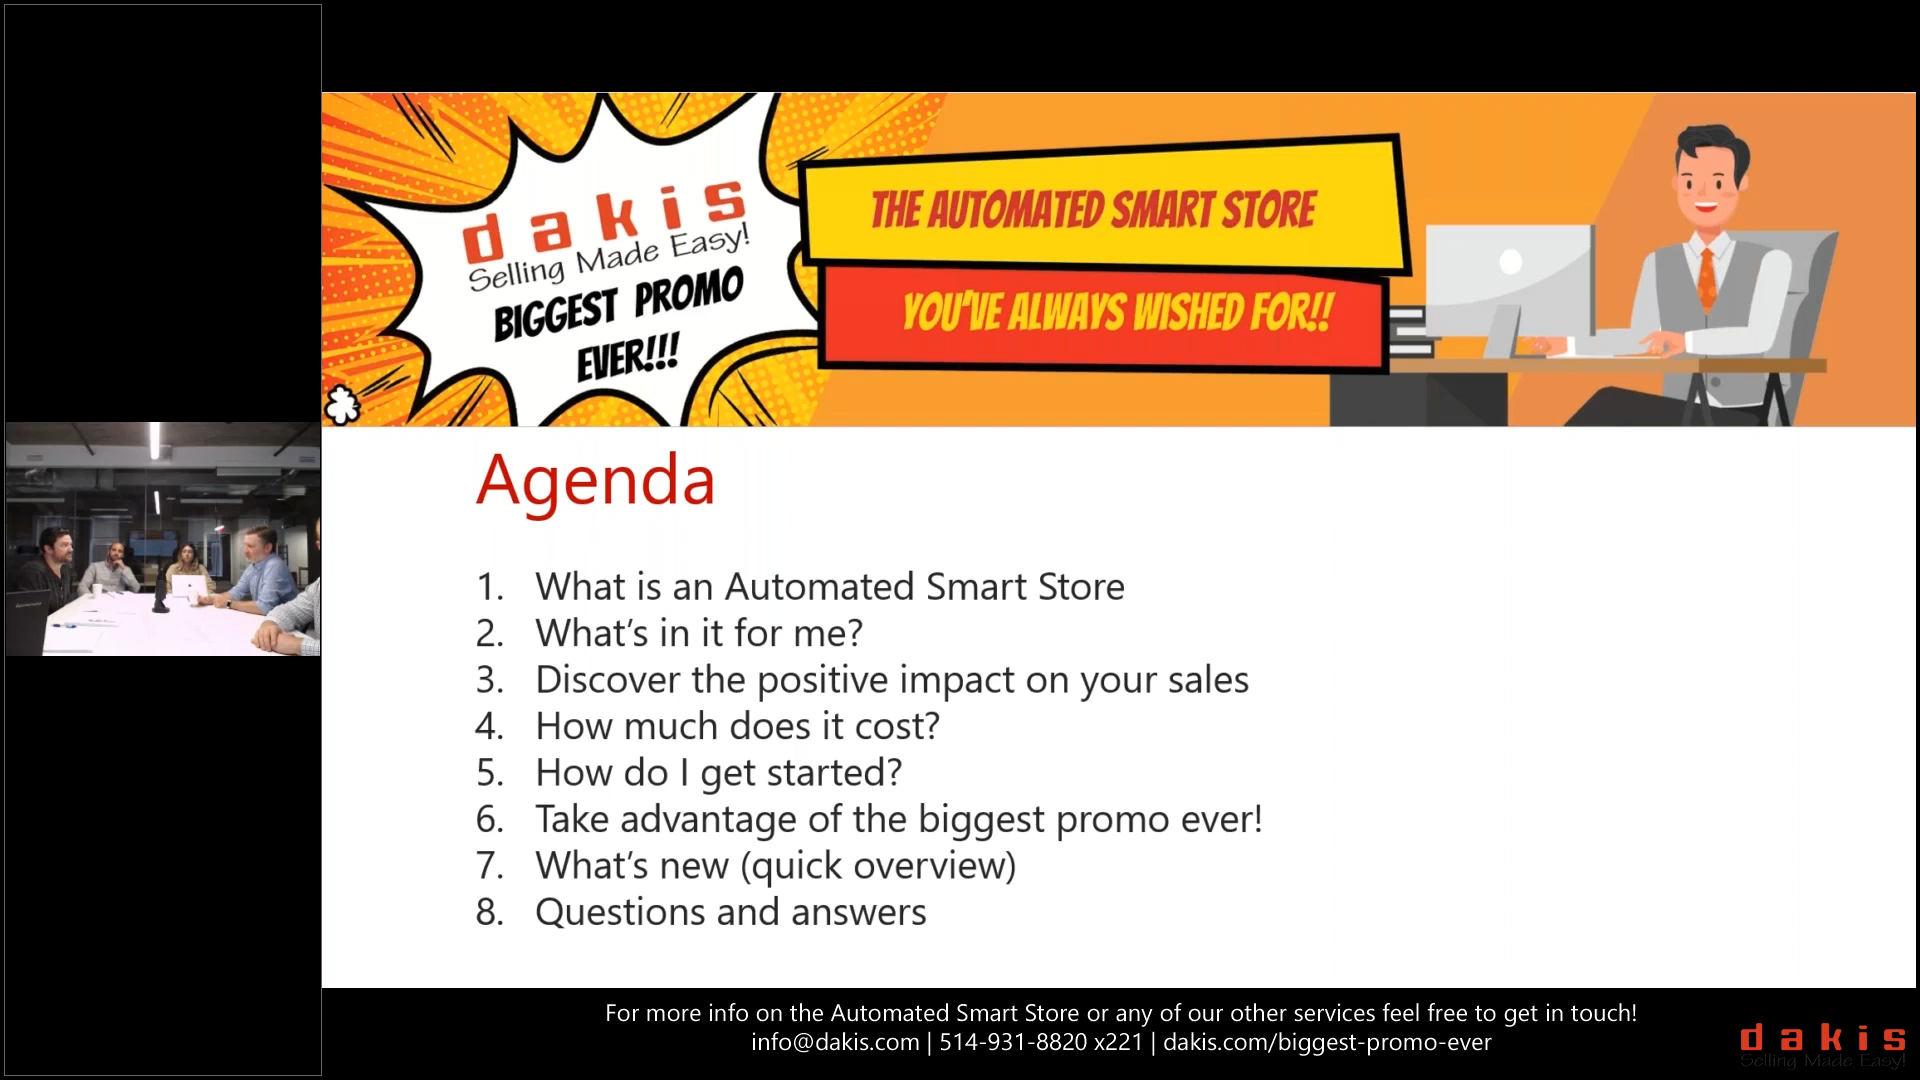 dakis
Selling Made Easy!
BIGGEST PROMO
EVER!!!
THE AUTOMATED SMART STORE
YOU'VE ALWAYS WISHED FOR!!
Agenda
1. What is an Automated Smart Store
2. What's in it for me?
3. Discover the positive impact on your sales
4. How much does it cost?
5. How do I get started?
6. Take advantage of the biggest promo ever!
7. What's new (quick overview)
8. Questions and answers
For more info on the Automated Smart Store or any of our other services feel free to get in touch!
info@dakis.com | 514-931-8820 x221 | dakis.com/biggest-promo-ever
dakis
Selling Made Easy!